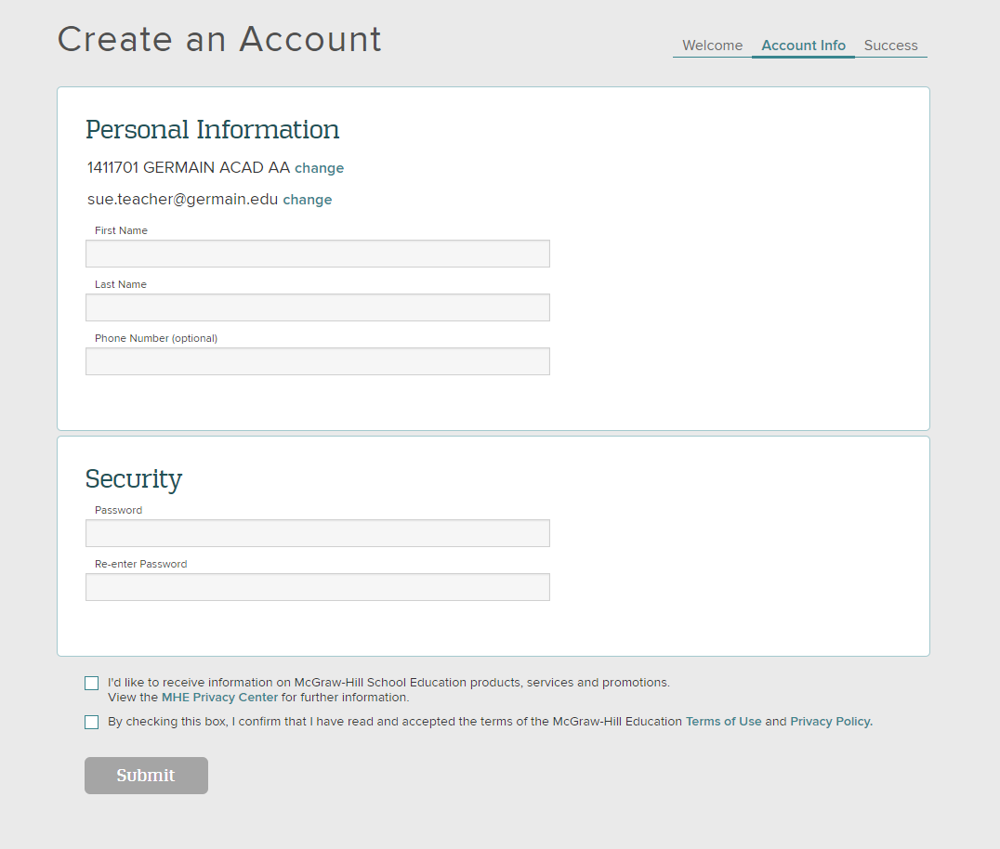 Create an Account
Welcome Account Info Success
Personal Information
1411701 GERMAIN ACAD AA change
sue.teacher@germain.edu change
First Name
Last Name
Phone Number (optional)
Security
Password
Re-enter Password
I'd like to receive information on McGraw-Hill School Education products, services and promotions.
View the MHE Privacy Center for further information.
By checking this box, I confirm that I have read and accepted the terms of the McGraw-Hill Education Terms of Use and Privacy Policy.
Submit